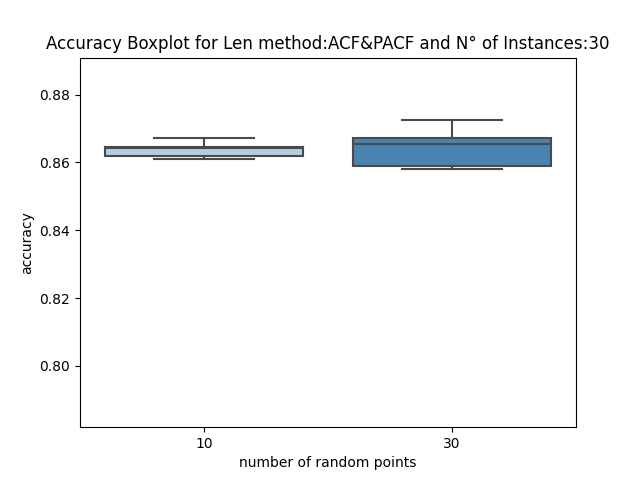 Accuracy Boxplot for Len method:ACF&PACF and N° of Instances:30
0.88
0.86
0.84
0.82
0.80
accuracy
10
30
number of random points